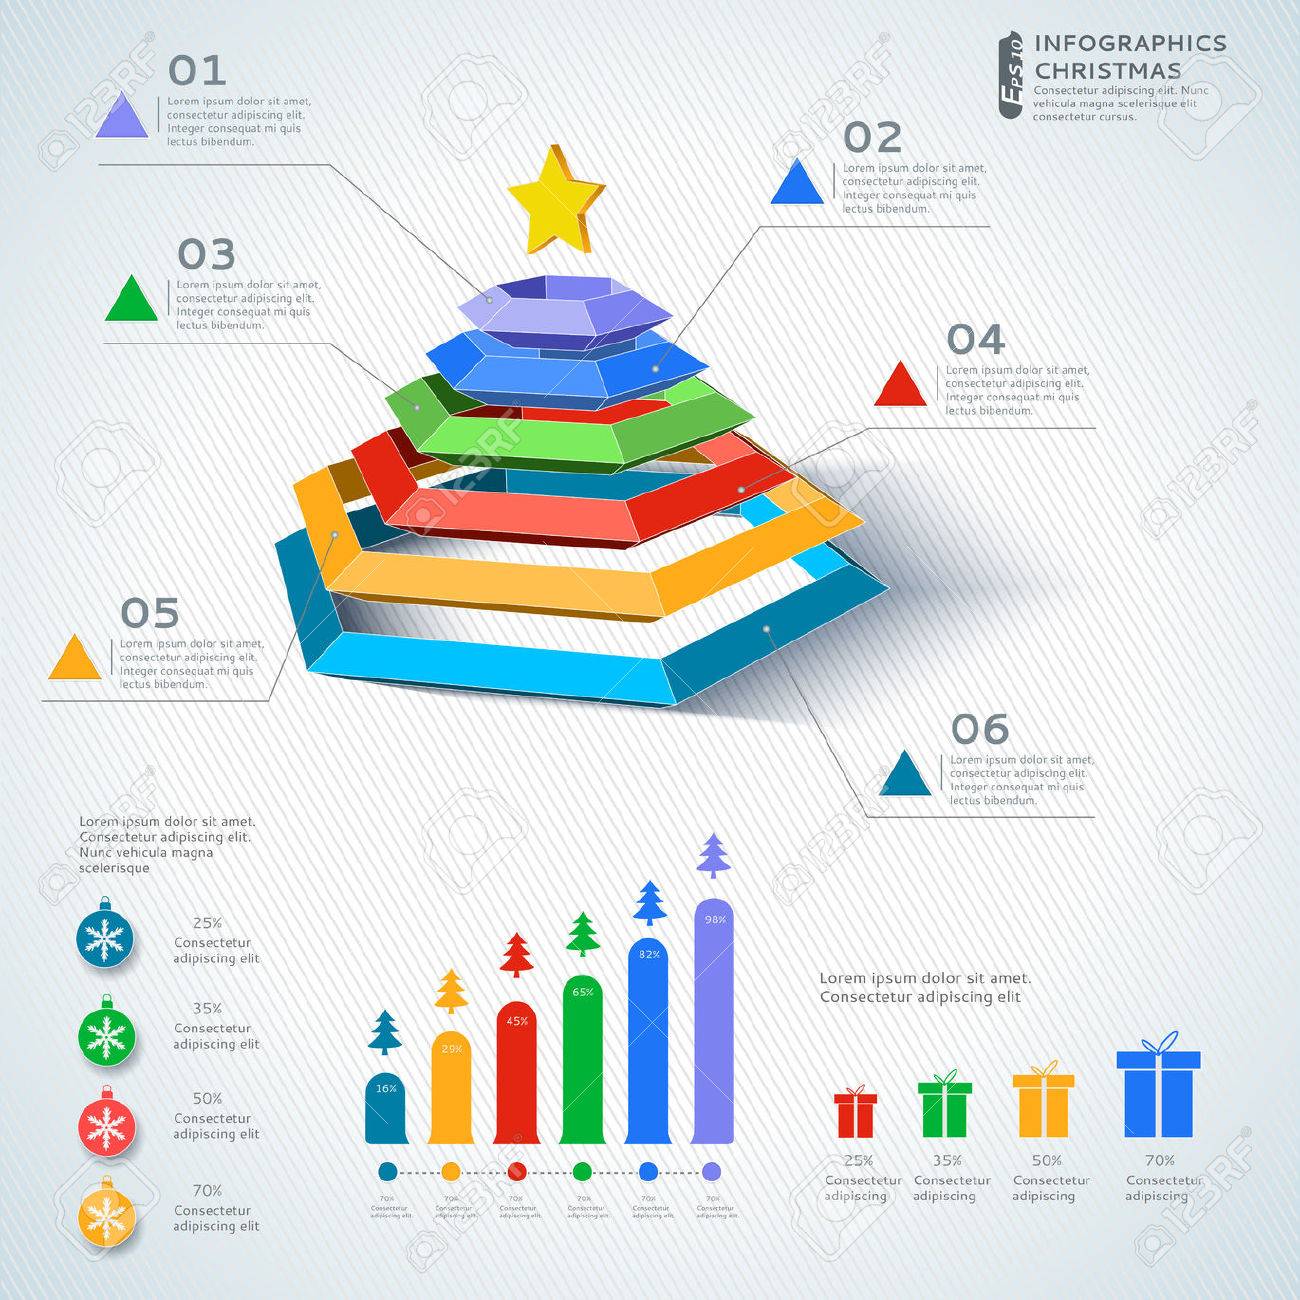 01
Lorem ipsum dolor sit amet,
consectetur adipiscing elit.
Integer consequat mi quis
lectus bibendum.
EPS 10
INFOGRAPHICS
CHRISTMAS
Consectetur adipiscing elit. Nunc
vehicula magna scelerisque elit
consectetur cursus.
02
Lorem ipsum dolor sit amet,
consectetur adipiscing elit.
Integer consequat mi quis
lectus bibendum.
03
Lorem ipsum dolor sit amet,
consectetur adipiscing elit.
Integer consequat mi quis
lectus bibendum.
04
Lorem ipsum dolor sit amet,
consectetur adipiscing elit.
Integer consequat mi quis
lectus bibendum.
05
Lorem ipsum dolor sit amet,
consectetur adipiscing elit.
Integer consequat mi quis
lectus bibendum.
06
Lorem ipsum dolor sit amet,
consectetur adipiscing elit.
Integer consequat mi quis
lectus bibendum.
Lorem ipsum dolor sit amet.
Consectetur adipiscing elit.
Nunc vehicula magna
scelerisque
25%
Consectetur
adipiscing elit
35%
Consectetur
adipiscing elit
50%
Consectetur
adipiscing elit
70%
Consectetur
adipiscing elit
16%
29%
45%
65%
82%
98%
70%
Consectetur
adipiscing elit.
70%
Consectetur
adipiscing elit.
70%
Consectetur
adipiscing elit.
70%
Consectetur
adipiscing elit.
70%
Consectetur
adipiscing elit.
70%
Consectetur
adipiscing elit.
Lorem ipsum dolor sit amet.
Consectetur adipiscing elit
25%
Consectetur
adipiscing
35%
Consectetur
adipiscing
50%
Consectetur
adipiscing
70%
Consectetur
adipiscing
123RF